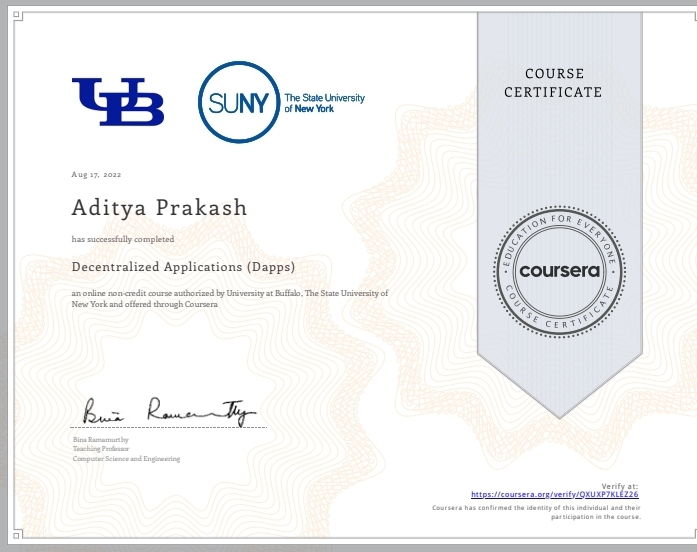 UB
SUNY
The State University
of New York
COURSE
CERTIFICATE
Aug 17, 2022
Aditya Prakash
has successfully completed
Decentralized Applications (Dapps)
an online non-credit course authorized by University at Buffalo, The State University of
New York and offered through Coursera
EDUCATION FOR EVERYONE
coursera
COURSE CERTIFICATE
Bina Ramamurthy
Bina Ramamurthy
Teaching Professor
Computer Science and Engineering
Verify at:
https://coursera.org/verify/QXUXP7KLEZ26
Coursera has confirmed the identity of this individual and their
participation in the course.